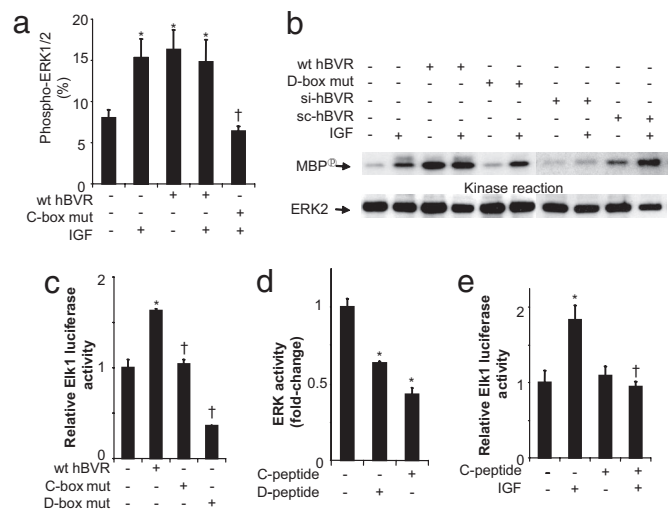 a
Phospho-ERK1/2
(%)
20
15
10
5
0
* * * †
wt hBVR - - + + -
C-box mut - - - - +
IGF - + - + +
b
wt hBVR - - + + - - - - - -
D-box mut - - - - + + - - - -
si-hBVR - - - - - - + + - -
sc-hBVR - - - - - - - - + +
IGF - + - + - + - + - +
MBP Ⓟ
Kinase reaction
ERK2
c
Relative Elk1 luciferase
activity
2
1
0
* † †
wt hBVR - + - -
C-box mut - - + -
D-box mut - - - +
d
ERK activity
(fold-change)
1
0.5
0
* *
C-peptide - - +
D-peptide - + -
e
Relative Elk1 luciferase
activity
2
1
0
* †
C-peptide - - + +
IGF - + - +